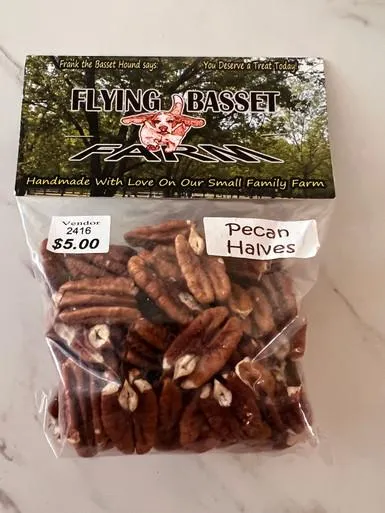 Frank the Basset Hound says: You Deserve a Treat Today!
FLYING BASSET
FARM
Handmade With Love On Our Small Family Farm
Vendor
2416
$5.00
Pecan
Halves